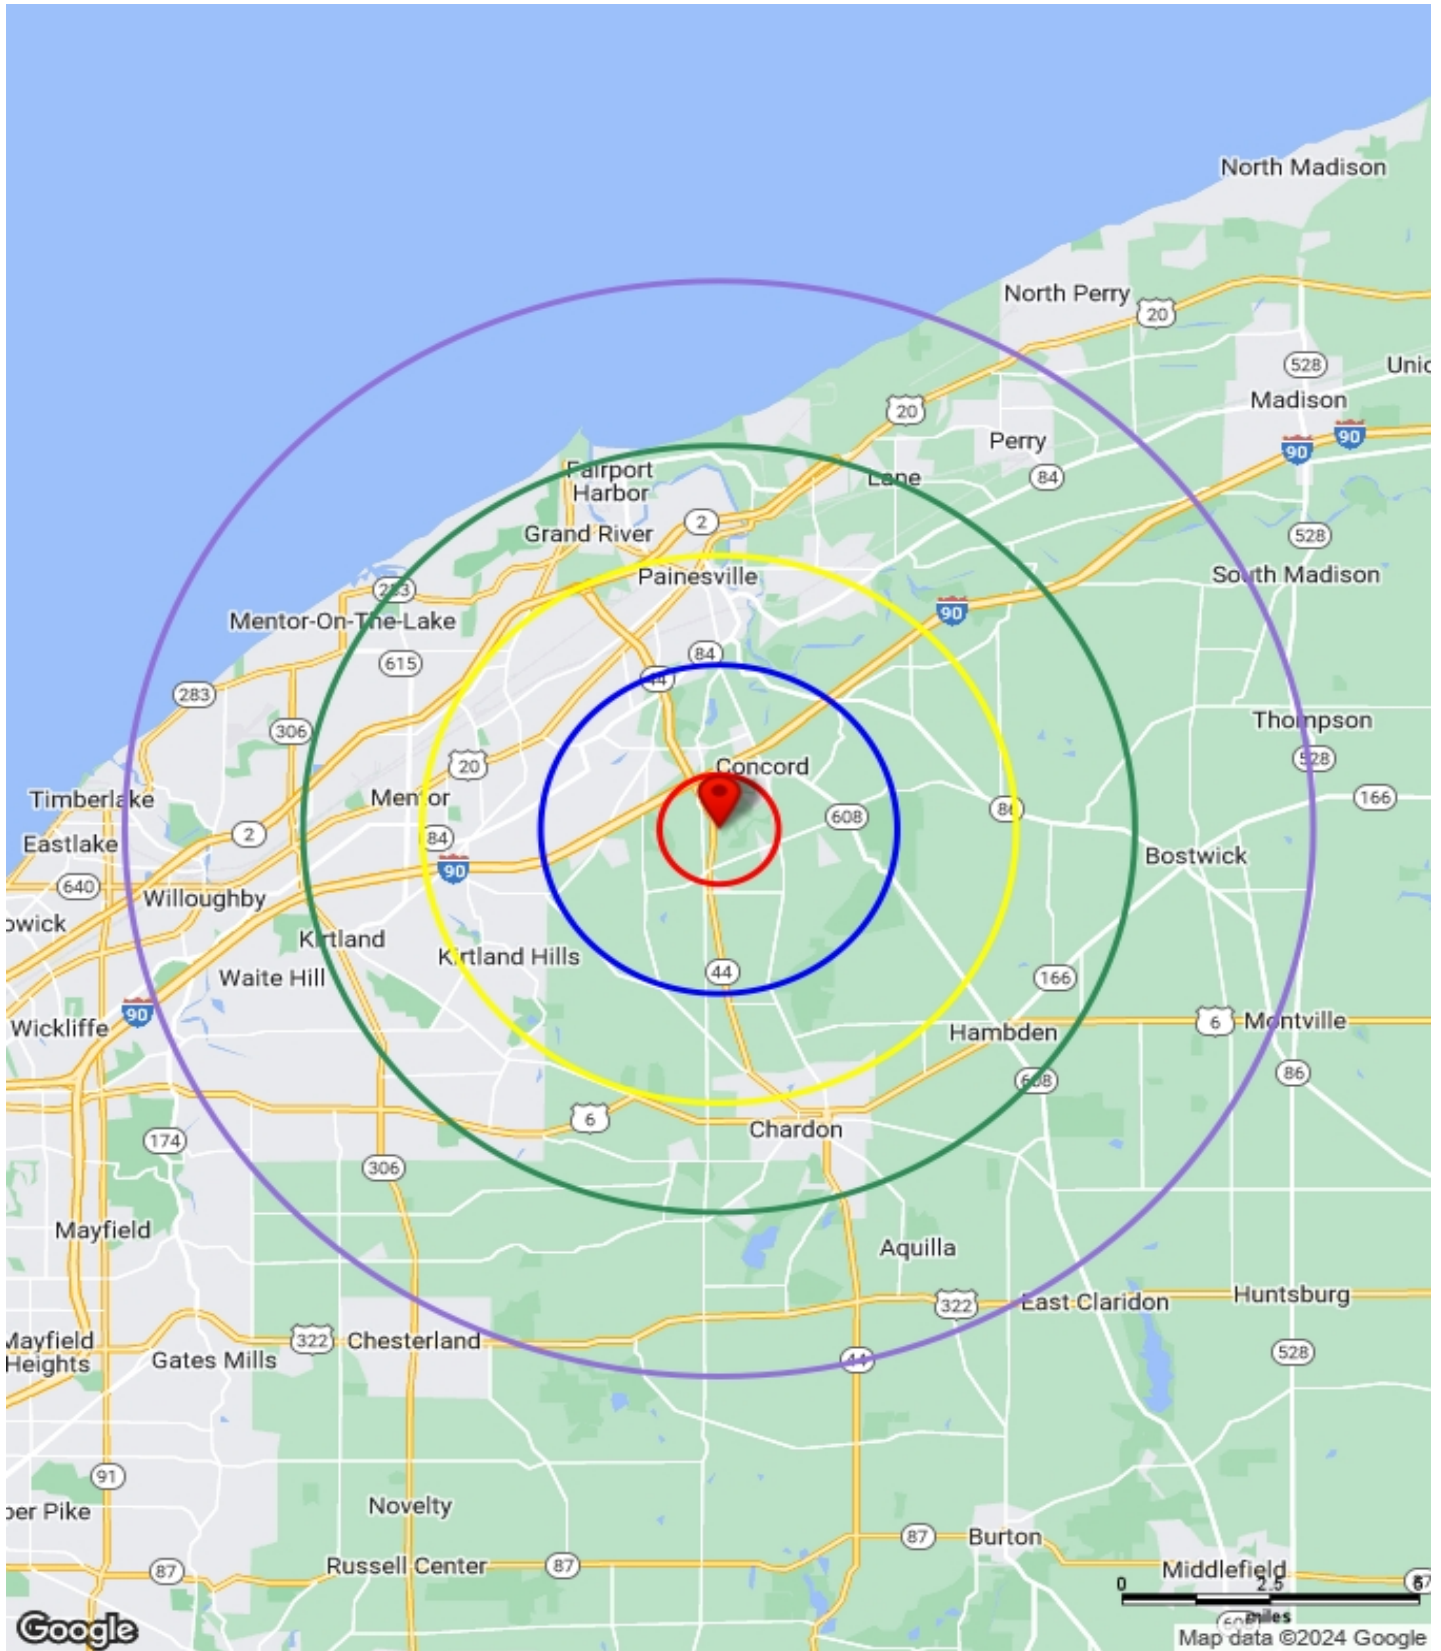 North Madison
North Perry
20
528
Madison
20
90
90
Perry
Lane
84
Fairport
Harbor
2
Grand River
528
Painesville
South Madison
283
90
Mentor-On-The-Lake
84
615
44
283
Thompson
306
528
20
Concord
Mentor
166
Timberlake
86
608
2
84
Eastlake
Bostwick
90
640
Willoughby
Kirtland
Kirtland Hills
44
166
Waite Hill
90
Wickliffe
6
Montville
Hambden
86
608
6
Chardon
174
306
Mayfield
Aquilla
Huntsburg
322
East Claridon
322
Chesterland
Mayfield
Heights
Gates Mills
44
528
91
Novelty
87
Burton
Russell Center
87
87
Middlefield
0
2.5
miles
608
Google
Map data ©2024 Google